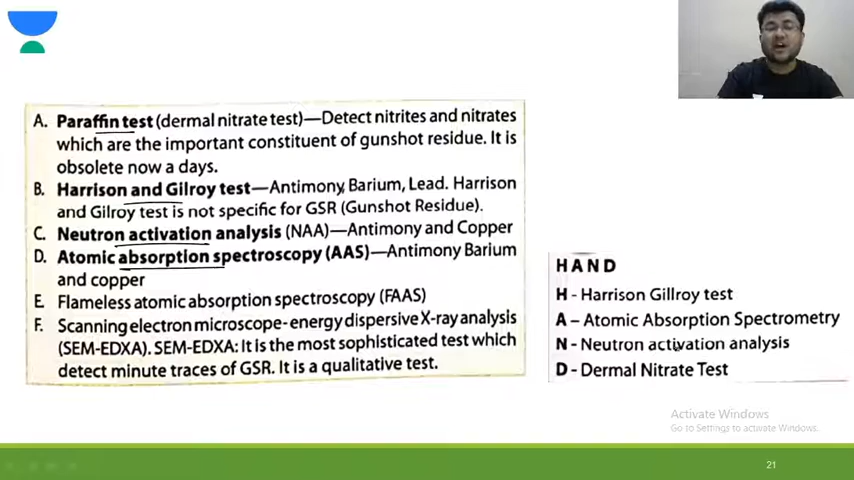 A. Paraffin test (dermal nitrate test)—Detect nitrites and nitrates
which are the important constituent of gunshot residue. It is
obsolete now a days.
B. Harrison and Gilroy test—Antimony, Barium, Lead. Harrison
and Gilroy test is not specific for GSR (Gunshot Residue).
C. Neutron activation analysis (NAA)—Antimony and Copper
D. Atomic absorption spectroscopy (AAS)—Antimony Barium
and copper
E. Flameless atomic absorption spectroscopy (FAAS)
F. Scanning electron microscope-energy dispersive X-ray analysis
(SEM-EDXA). SEM-EDXA: It is the most sophisticated test which
detect minute traces of GSR. It is a qualitative test.
HAND
H - Harrison Gillroy test
A – Atomic Absorption Spectrometry
N - Neutron activation analysis
D - Dermal Nitrate Test
Activate Windows
Go to Settings to activate Windows.
21